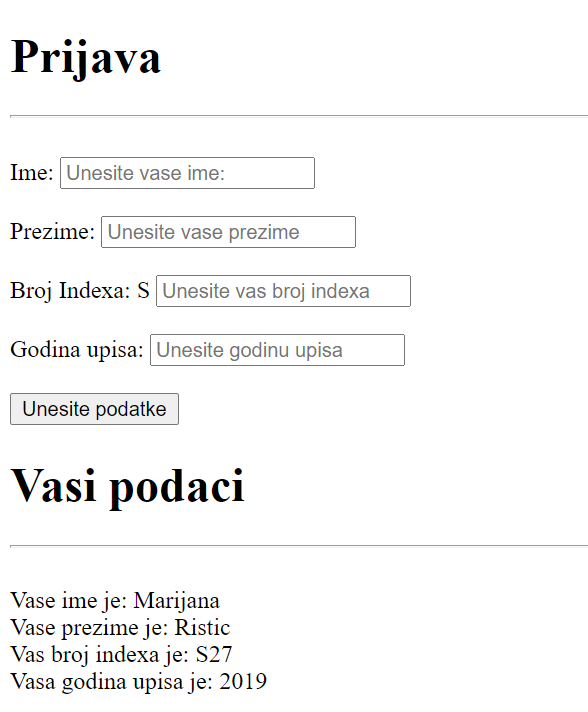 Prijava
Ime: Unesite vase ime:
Prezime: Unesite vase prezime
Broj Indexa: S Unesite vas broj indexa
Godina upisa: Unesite godinu upisa
Unesite podatke
Vasi podaci
Vase ime je: Marijana
Vase prezime je: Ristic
Vas broj indexa je: S27
Vasa godina upisa je: 2019